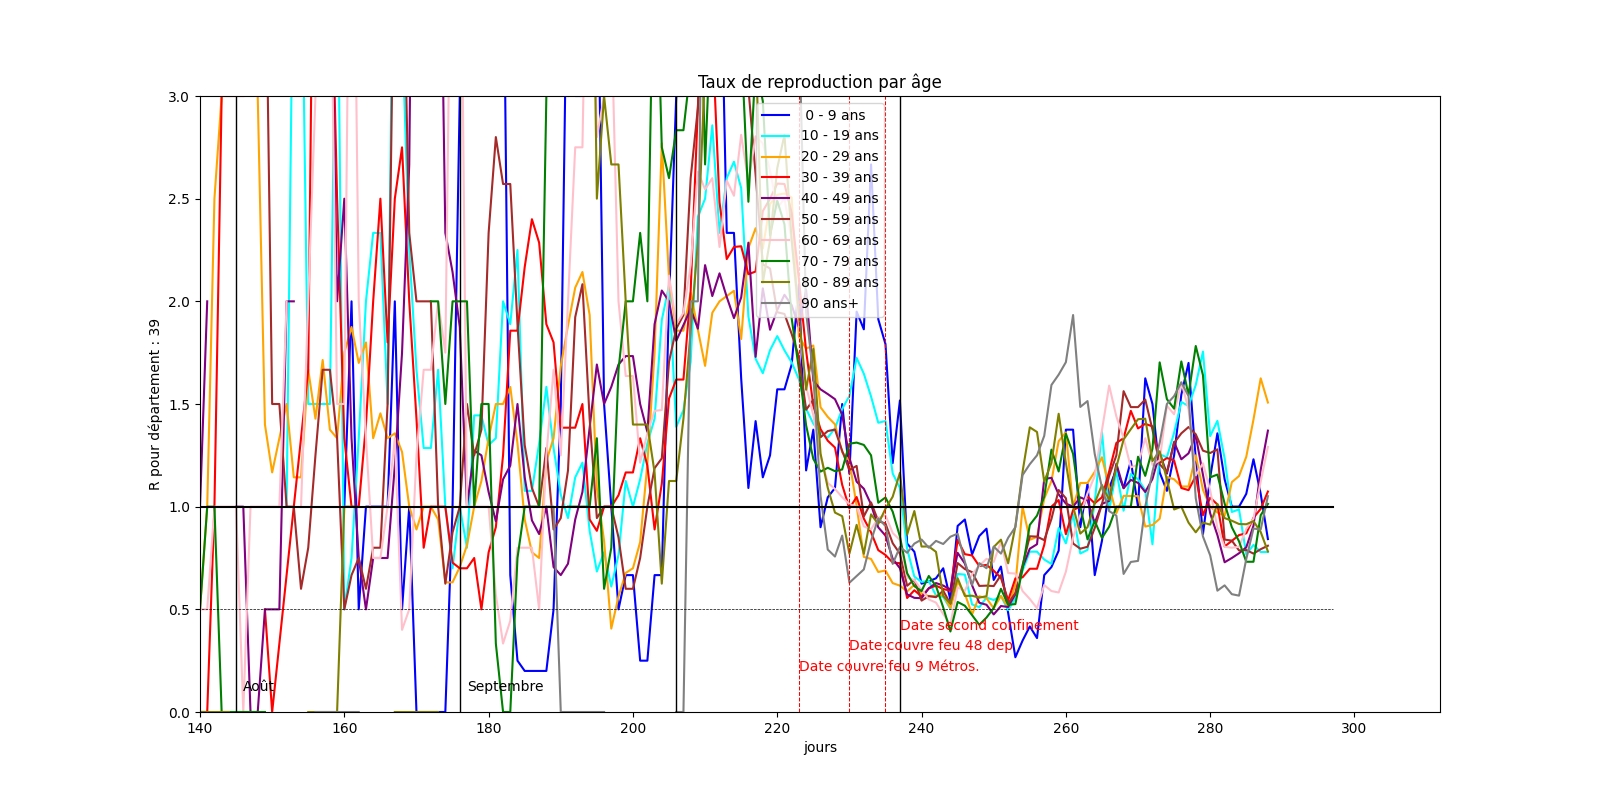 Taux de reproduction par âge
R pour département : 39
3.0
2.5
2.0
1.5
1.0
0.5
0.0
0 - 9 ans
10 - 19 ans
20 - 29 ans
30 - 39 ans
40 - 49 ans
50 - 59 ans
60 - 69 ans
70 - 79 ans
80 - 89 ans
90 ans+
Date second confinement
Date couvre feu 48 dep
Date couvre feu 9 Métros.
Août
Septembre
140 160 180 200 220 240 260 280 300
jours